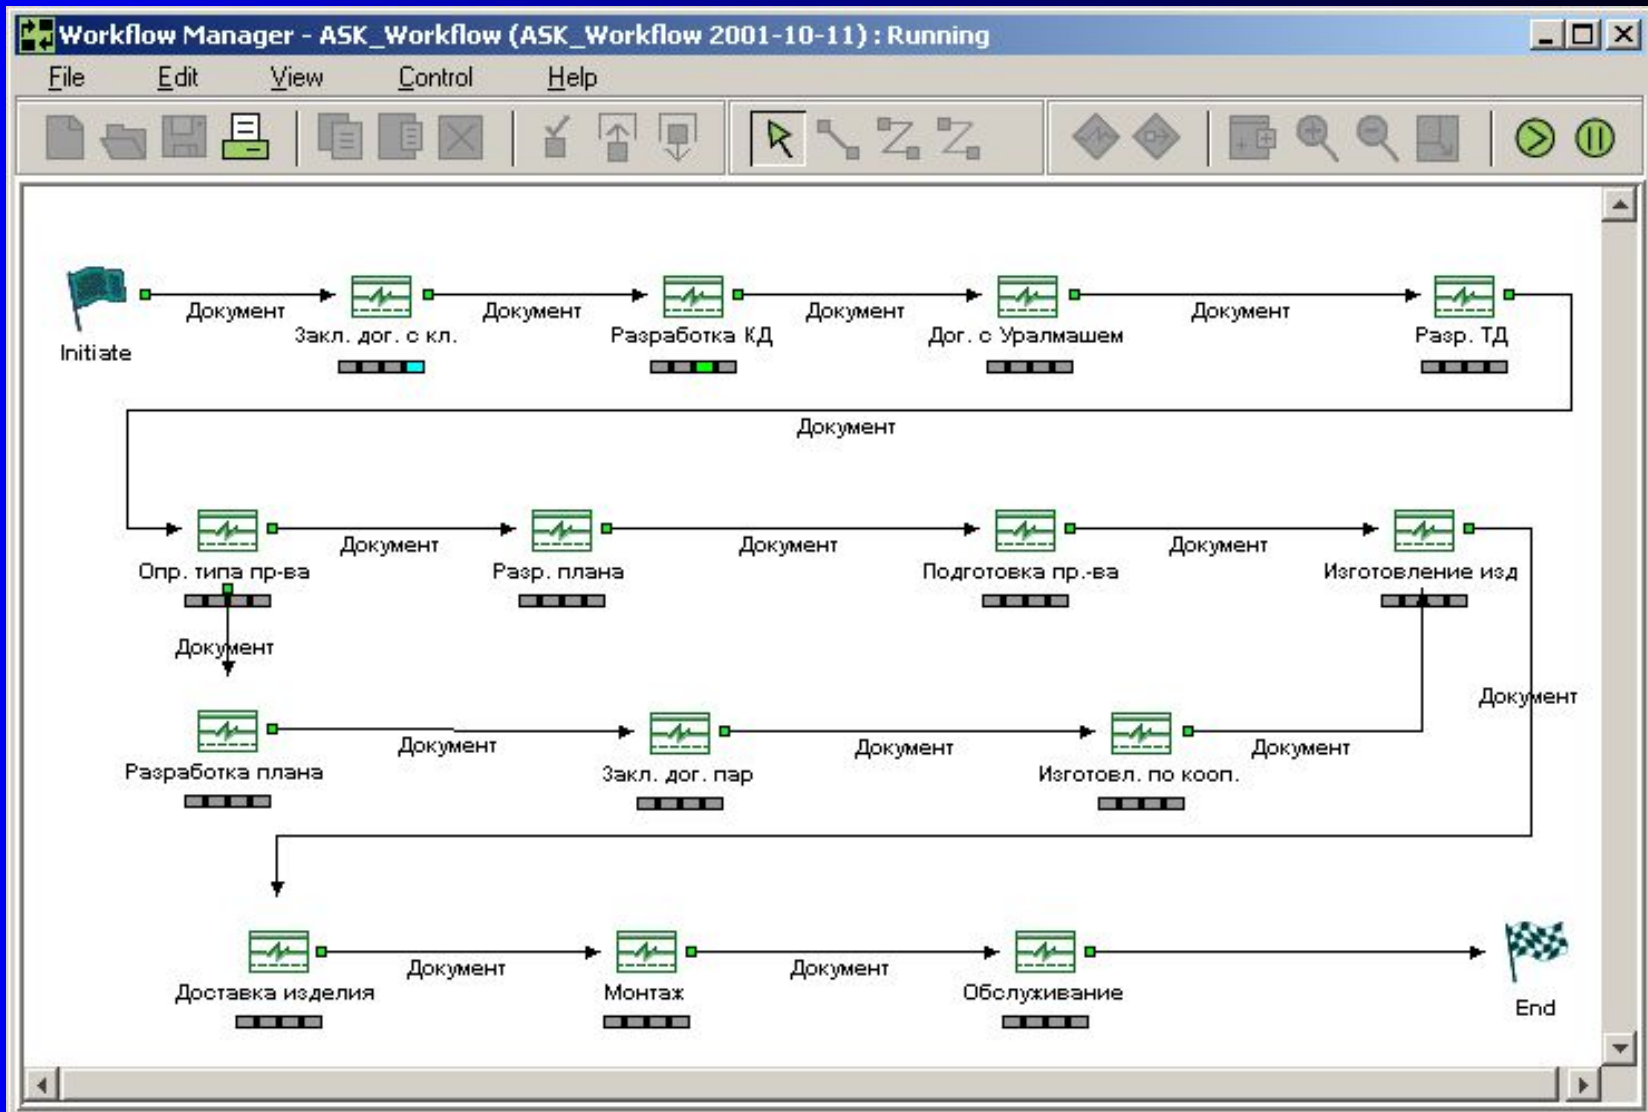 Workflow Manager - ASK_Workflow (ASK_Workflow 2001-10-11) : Running
File Edit View Control Help
Документ Документ Документ Документ
Initiate Закл. дог. с кл. Разработка КД Дог. с Уралмашем Разр. ТД
Документ
Документ Документ Документ
Опр. типа пр-ва Разр. плана Подготовка пр.-ва Изготовление изд
Документ
Документ
Документ Документ Документ
Разработка плана Закл. дог. пар Изготовл. по кооп.
Документ Документ
Доставка изделия Монтаж Обслуживание End